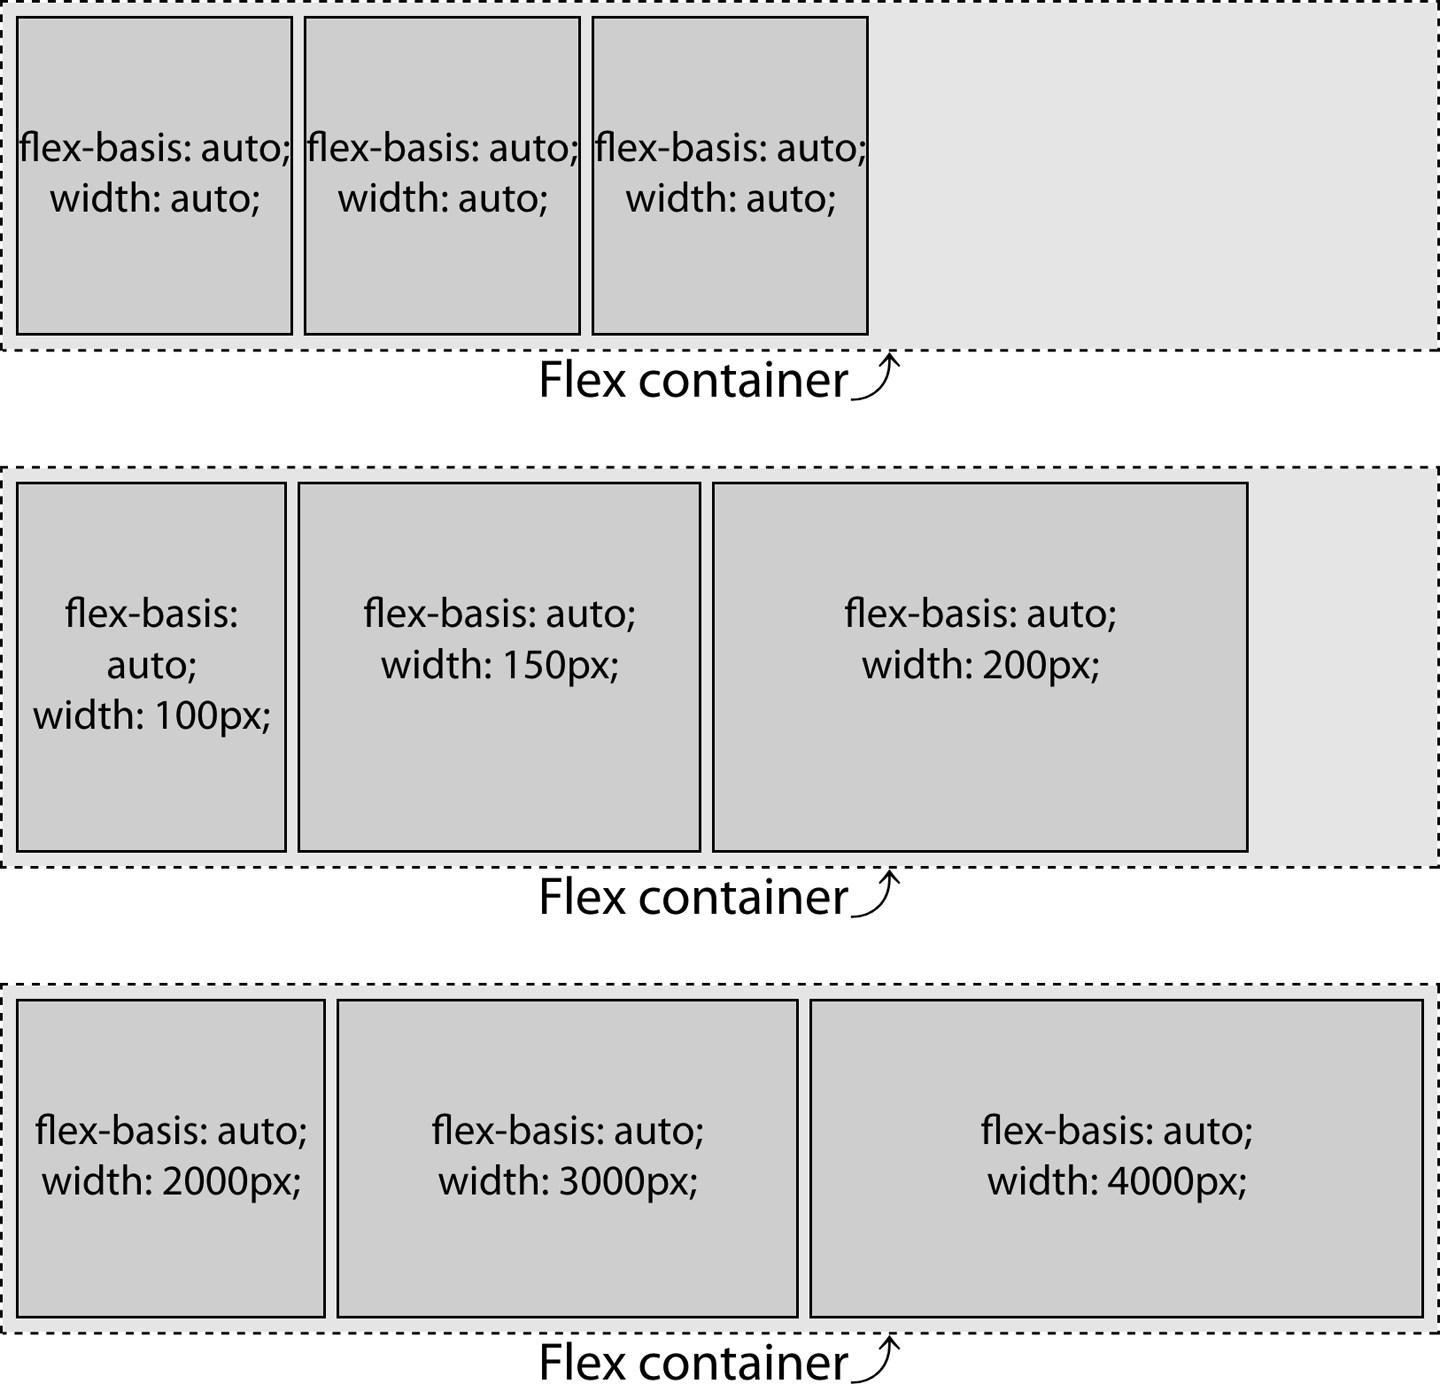 flex-basis: auto;
width: auto;
flex-basis: auto;
width: auto;
flex-basis: auto;
width: auto;
Flex container
flex-basis:
auto;
width: 100px;
flex-basis: auto;
width: 150px;
flex-basis: auto;
width: 200px;
Flex container
flex-basis: auto;
width: 2000px;
flex-basis: auto;
width: 3000px;
flex-basis: auto;
width: 4000px;
Flex container